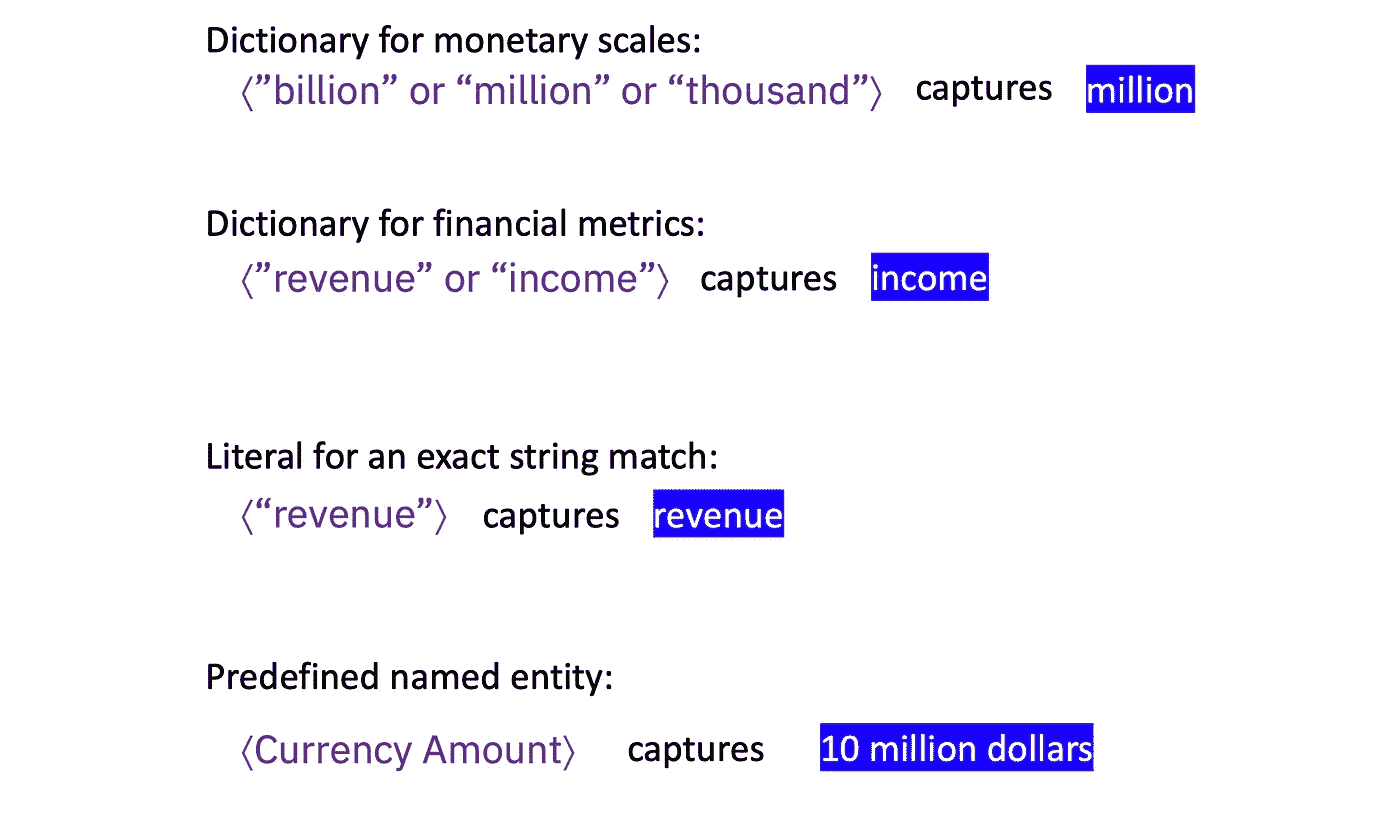 Dictionary for monetary scales:
⟨”billion” or “million” or “thousand”⟩ captures million
Dictionary for financial metrics:
⟨”revenue” or “income”⟩ captures income
Literal for an exact string match:
⟨“revenue”⟩ captures revenue
Predefined named entity:
⟨Currency Amount⟩ captures 10 million dollars